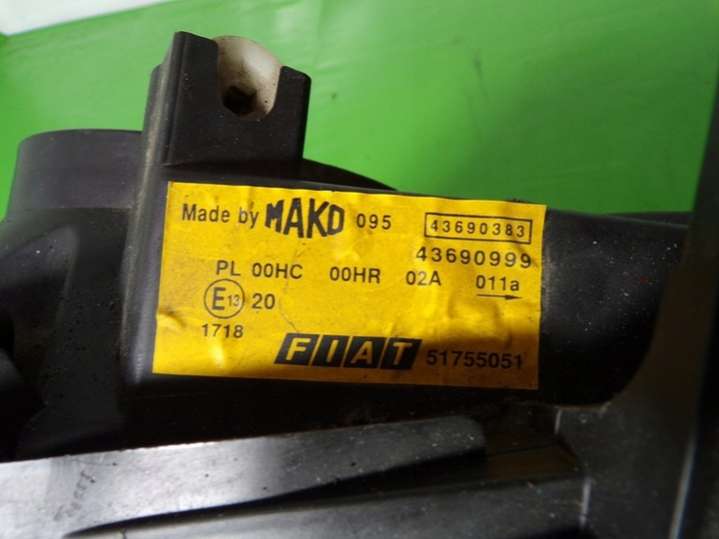 Made by MAKO 095 43690383
43690999
PL 00HC 00HR 02A 011a
E13 20
1718
FIAT 51755051